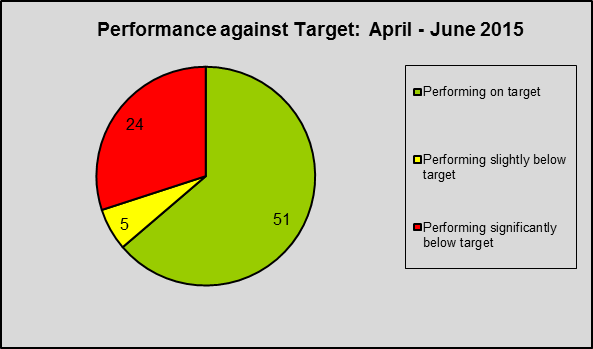 Performance against Target:  April - June 2015
24
5
51
Performing on target
Performing slightly below
target
Performing significantly
below target